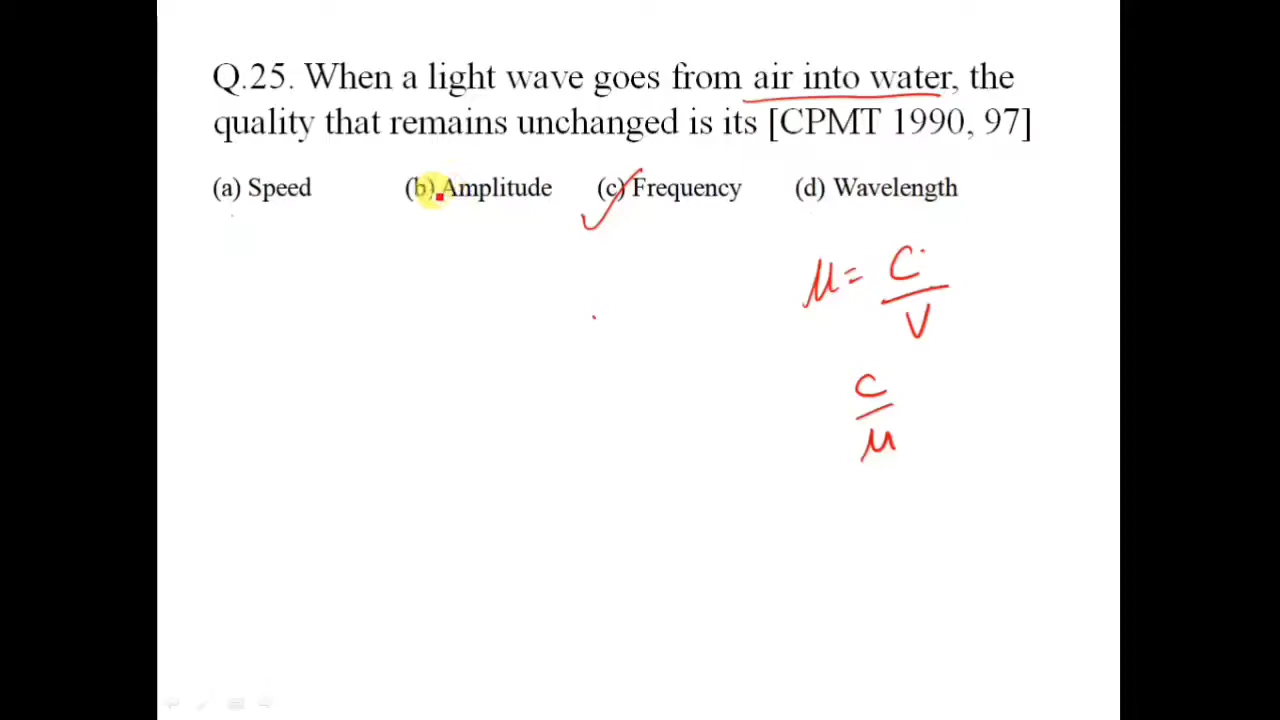 Q.25. When a light wave goes from air into water, the
quality that remains unchanged is its [CPMT 1990, 97]
(a) Speed (b) Amplitude (c) Frequency (d) Wavelength
μ = C
V
C
μ